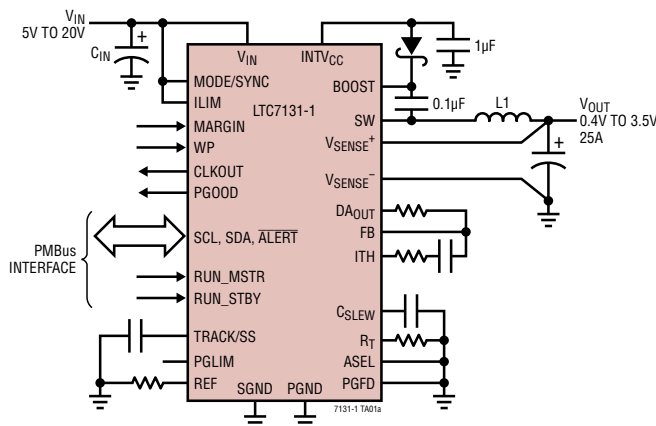 VIN
5V TO 20V
CIN
VIN
INTVCC
1µF
MODE/SYNC
ILIM
LTC7131-1
BOOST
0.1µF
SW
L1
VOUT
0.4V TO 3.5V
25A
MARGIN
WP
CLKOUT
PGOOD
VSENSE+
VSENSE–
PMBus
INTERFACE
SCL, SDA, ALERT
RUN_MSTR
RUN_STBY
DAOUT
FB
ITH
TRACK/SS
PGLIM
REF
CSLEW
RT
ASEL
PGFD
SGND
PGND
7131-1 TA01a